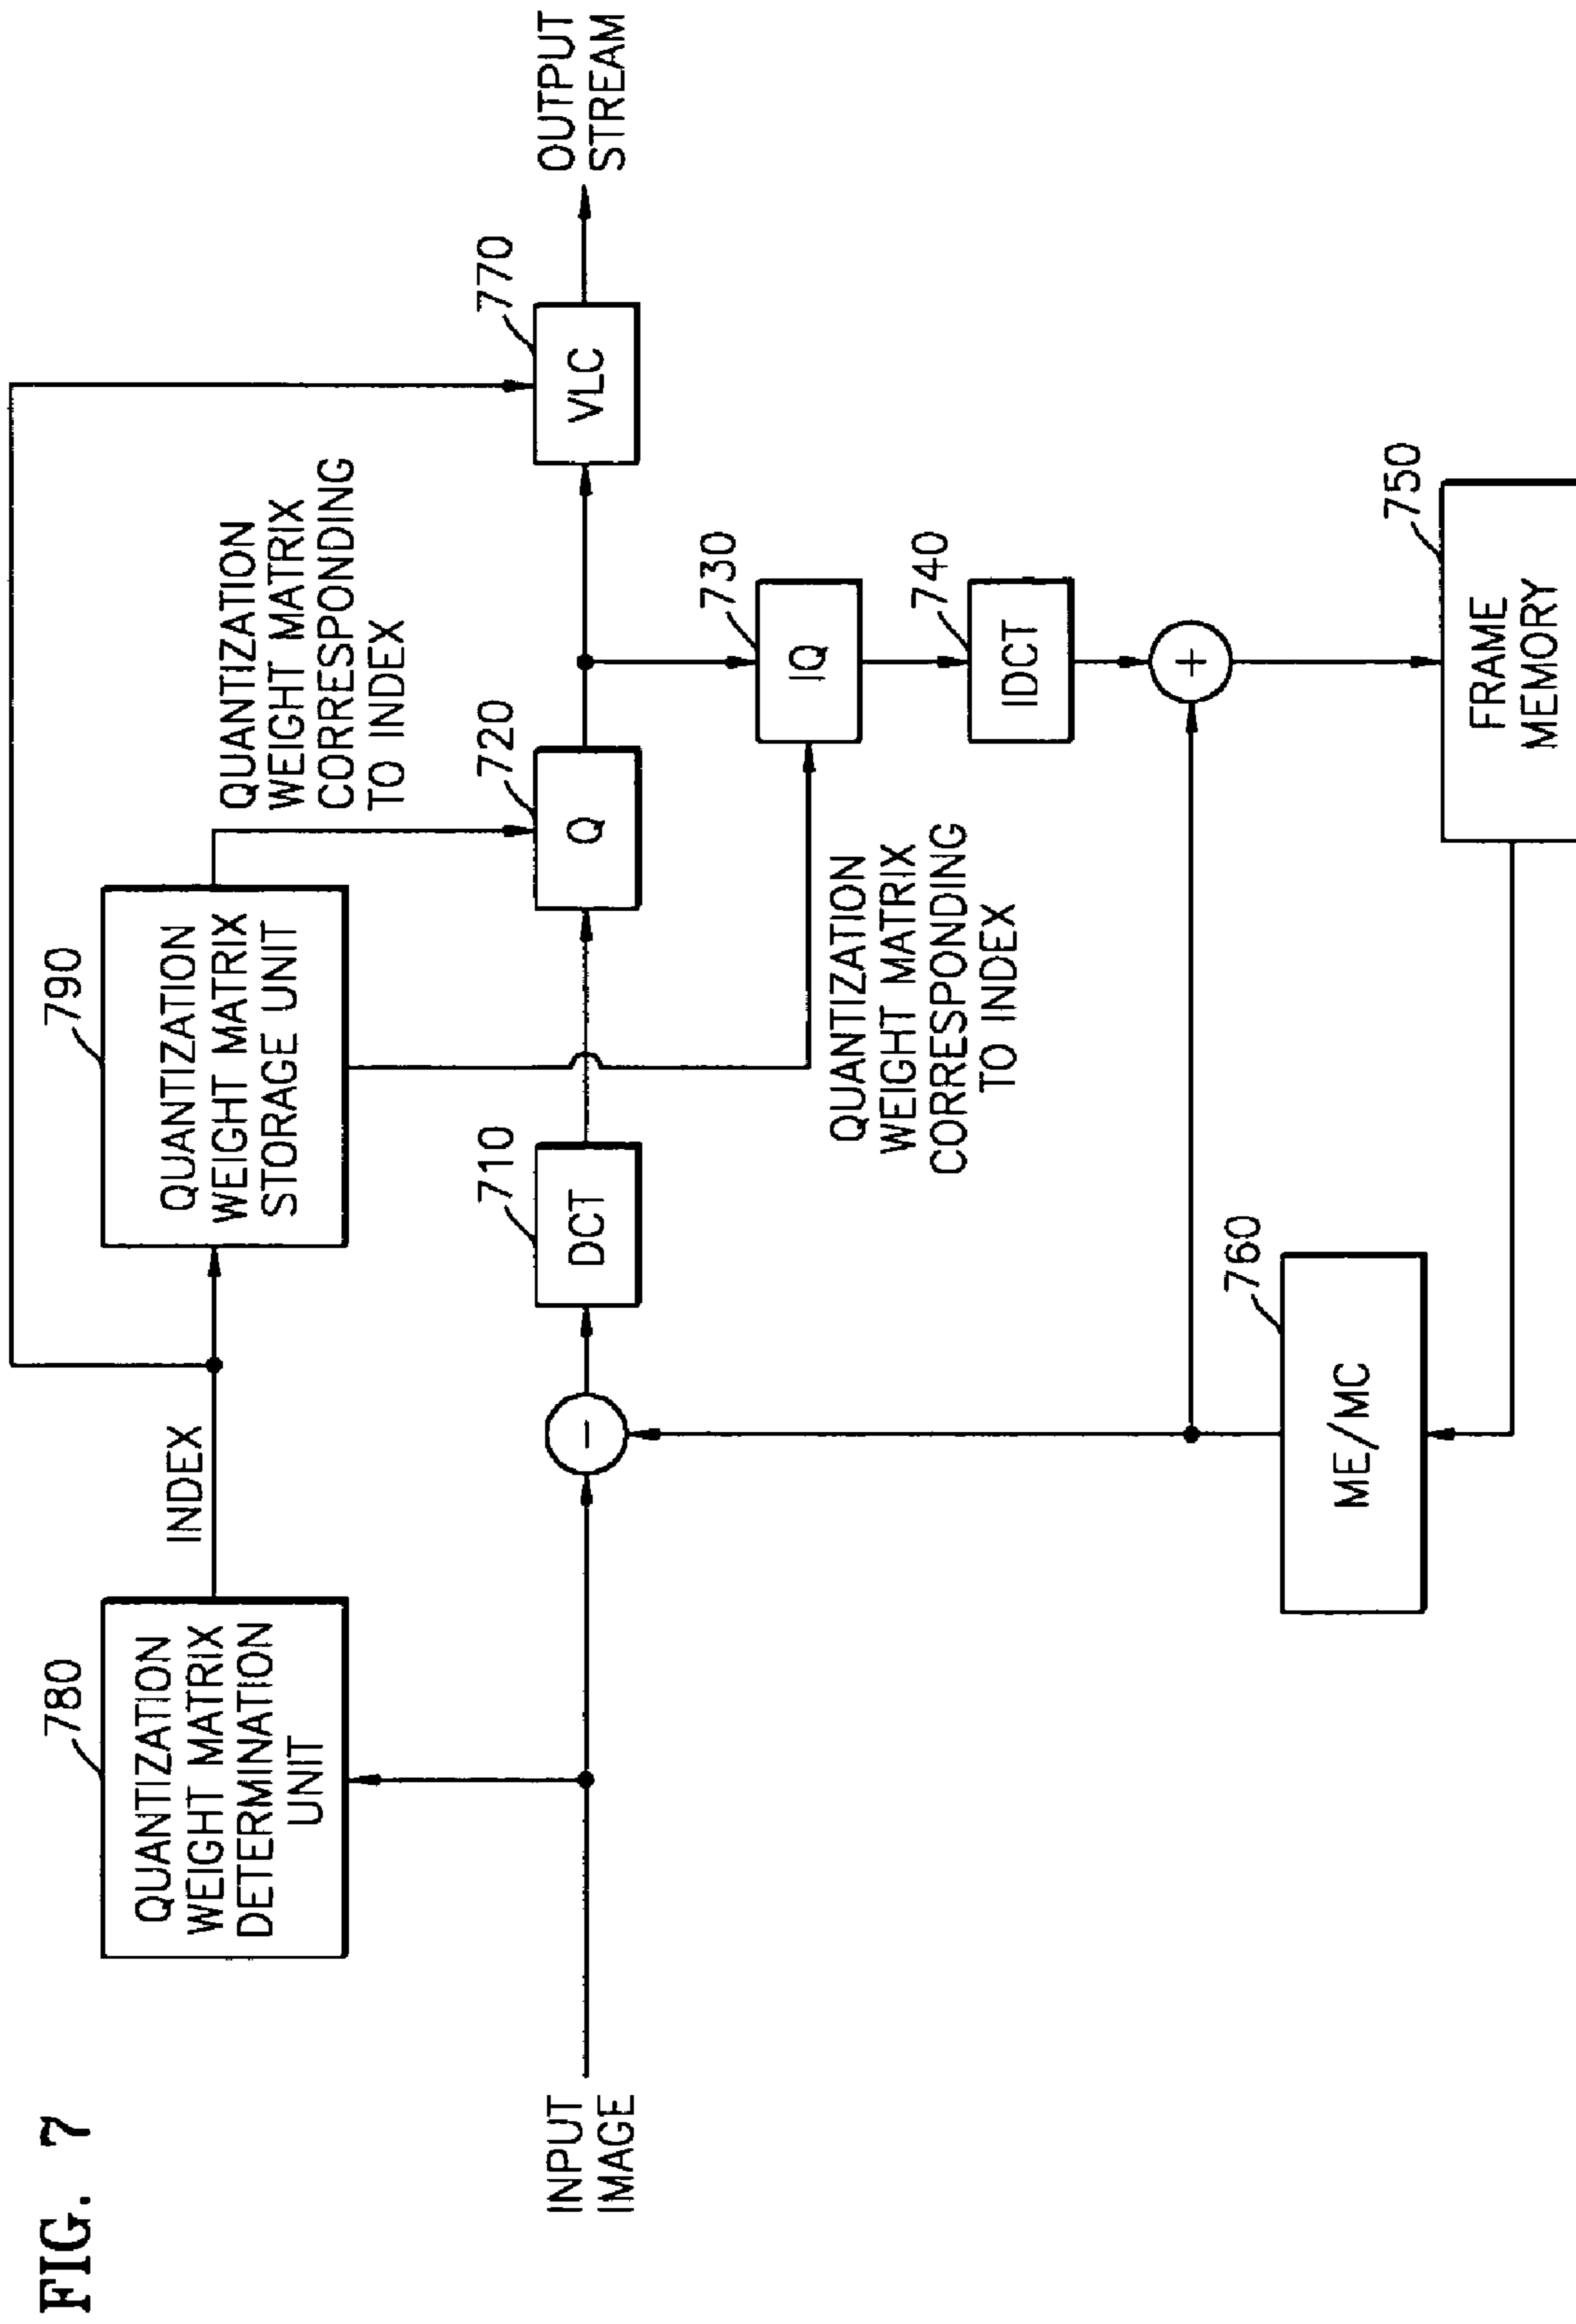 FIG. 7
780
QUANTIZATION
WEIGHT MATRIX
DETERMINATION
UNIT
INDEX
790
QUANTIZATION
WEIGHT MATRIX
STORAGE UNIT
QUANTIZATION
WEIGHT MATRIX
CORRESPONDING
TO INDEX
INPUT
IMAGE
-
710
DCT
720
Q
770
VLC
OUTPUT
STREAM
QUANTIZATION
WEIGHT MATRIX
CORRESPONDING
TO INDEX
730
IQ
740
IDCT
+
760
ME/MC
750
FRAME
MEMORY